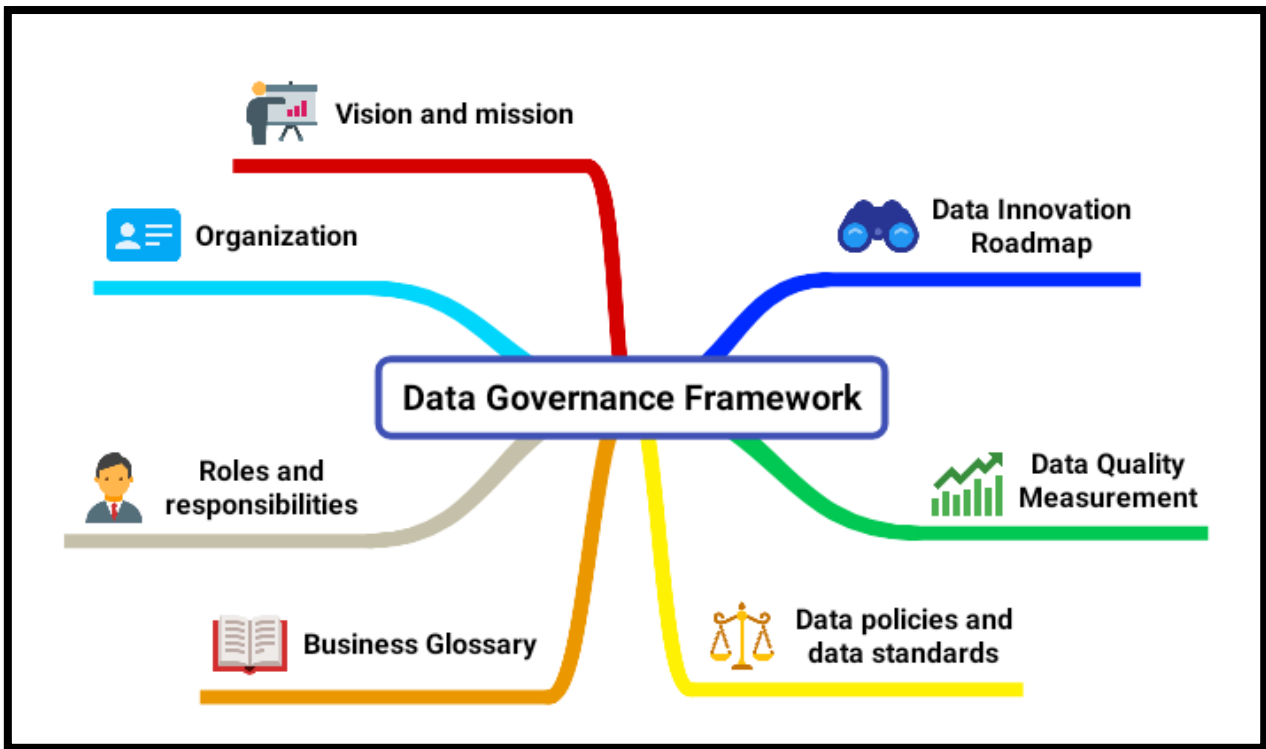 Vision and mission
Organization
Data Innovation
Roadmap
Data Governance Framework
Roles and
responsibilities
Data Quality
Measurement
Business Glossary
Data policies and
data standards